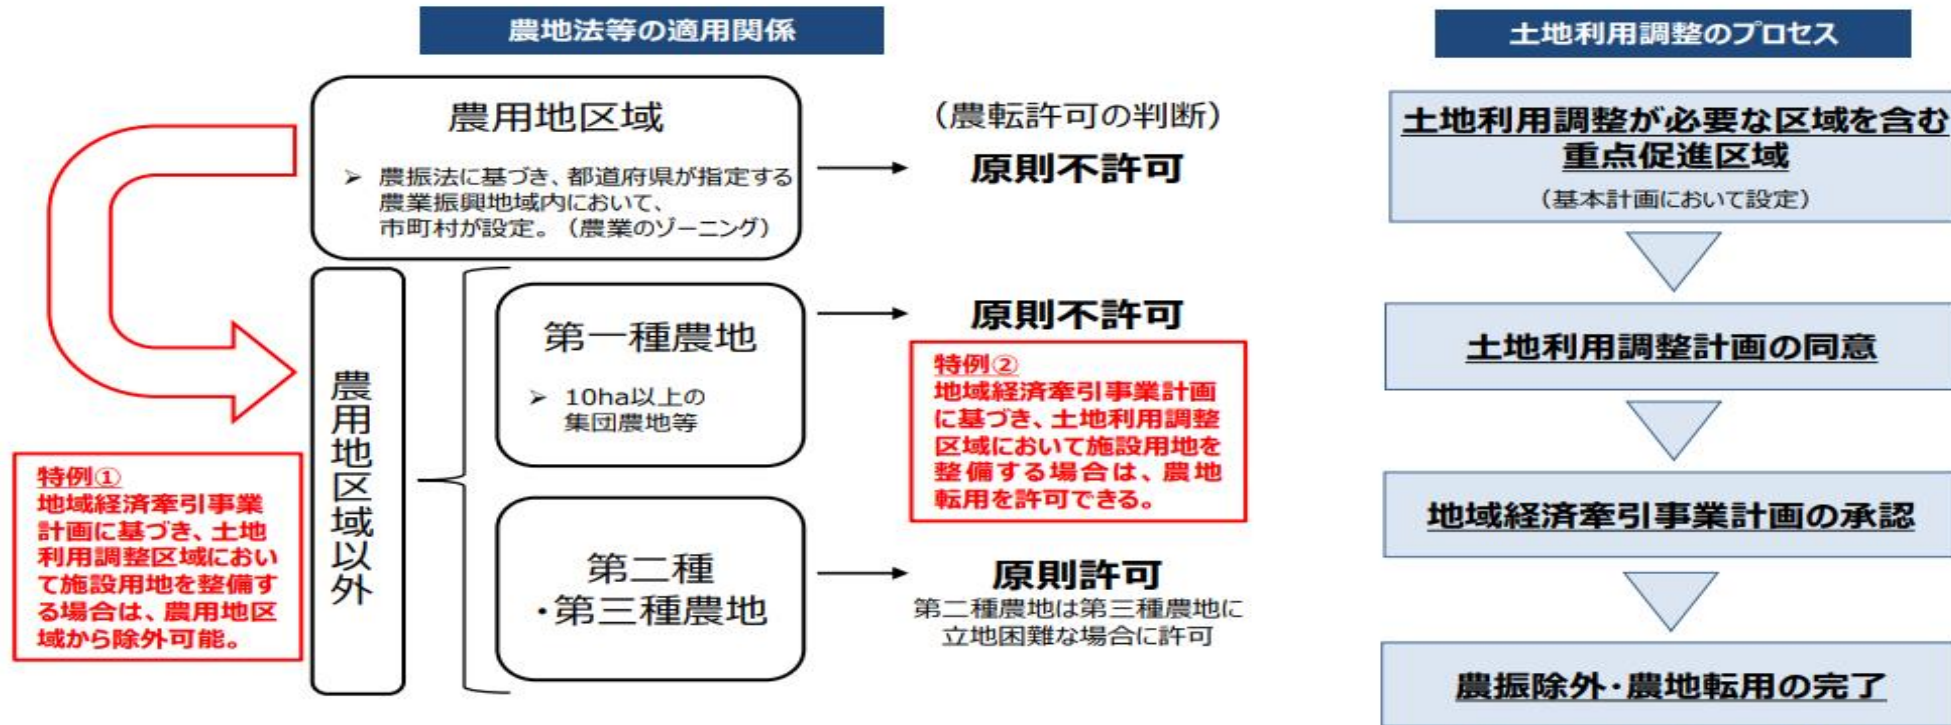 農地法等の適用関係
農用地区域
➢ 農振法に基づき、都道府県が指定する
農業振興地域内において、
市町村が設定。（農業のゾーニング）
（農転許可の判断）
原則不許可
農用地区域以外
第一種農地
➢ 10ha以上の
集団農地等
原則不許可
特例②
地域経済牽引事業計画
に基づき、土地利用調整
区域において施設用地を
整備する場合は、農地
転用を許可できる。
特例①
地域経済牽引事業
計画に基づき、土地
利用調整区域におい
て施設用地を整備す
る場合は、農用地区
域から除外可能。
第二種
・第三種農地
原則許可
第二種農地は第三種農地に
立地困難な場合に許可
土地利用調整のプロセス
土地利用調整が必要な区域を含む
重点促進区域
（基本計画において設定）
土地利用調整計画の同意
地域経済牽引事業計画の承認
農振除外・農地転用の完了